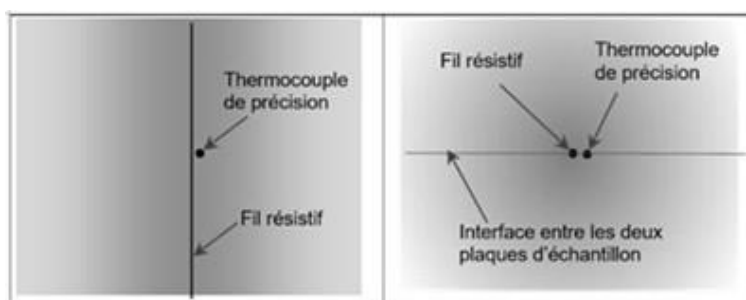 Thermocouple
de précision
Fil résistif
Fil résistif
Thermocouple
de précision
Interface entre les deux
plaques d'échantillon